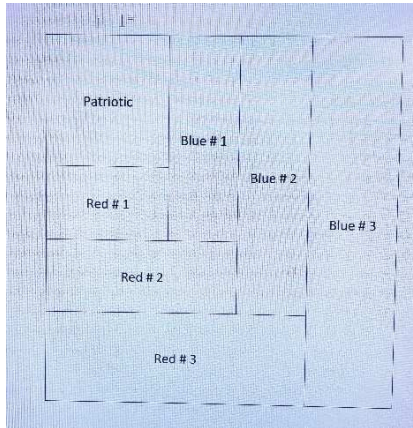 Patriotic
Blue # 1
Blue # 2
Red # 1
Blue # 3
Red # 2
Red # 3